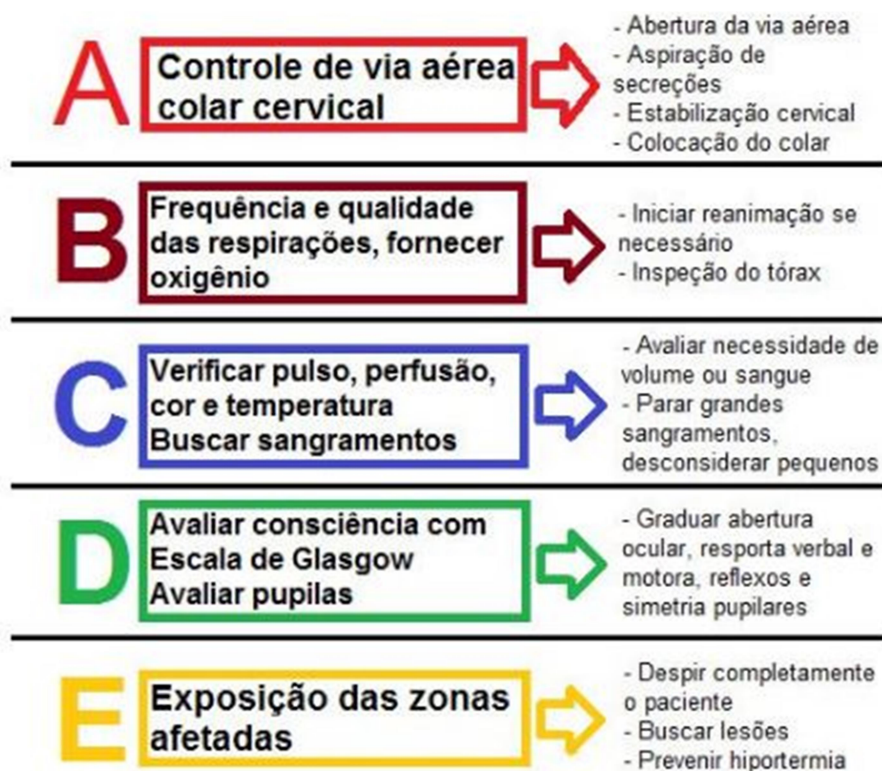 A
Controle de via aérea
colar cervical
- Abertura da via aérea
- Aspiração de
secreções
- Estabilização cervical
- Colocação do colar
B
Frequência e qualidade
das respirações, fornecer
oxigênio
- Iniciar reanimação se
necessário
- Inspeção do tórax
C
Verificar pulso, perfusão,
cor e temperatura
Buscar sangramentos
- Avaliar necessidade de
volume ou sangue
- Parar grandes
sangramentos,
desconsiderar pequenos
D
Avaliar consciência com
Escala de Glasgow
Avaliar pupilas
- Graduar abertura
ocular, resporta verbal e
motora, reflexos e
simetria pupilares
E
Exposição das zonas
afetadas
- Despir completamente
o paciente
- Buscar lesões
- Prevenir hiportermia